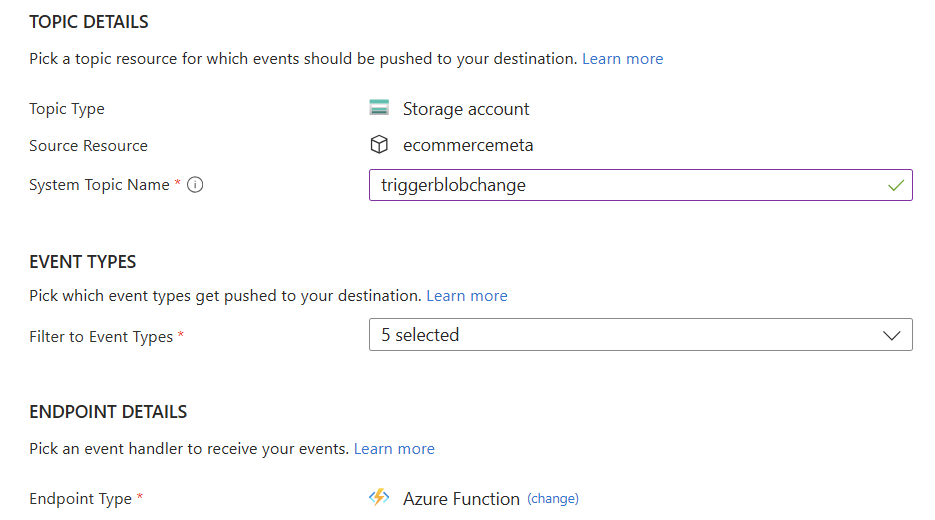 TOPIC DETAILS
Pick a topic resource for which events should be pushed to your destination. Learn more
Topic Type Storage account
Source Resource ecommercemeta
System Topic Name * triggerblobchange
EVENT TYPES
Pick which event types get pushed to your destination. Learn more
Filter to Event Types * 5 selected
ENDPOINT DETAILS
Pick an event handler to receive your events. Learn more
Endpoint Type * Azure Function (change)